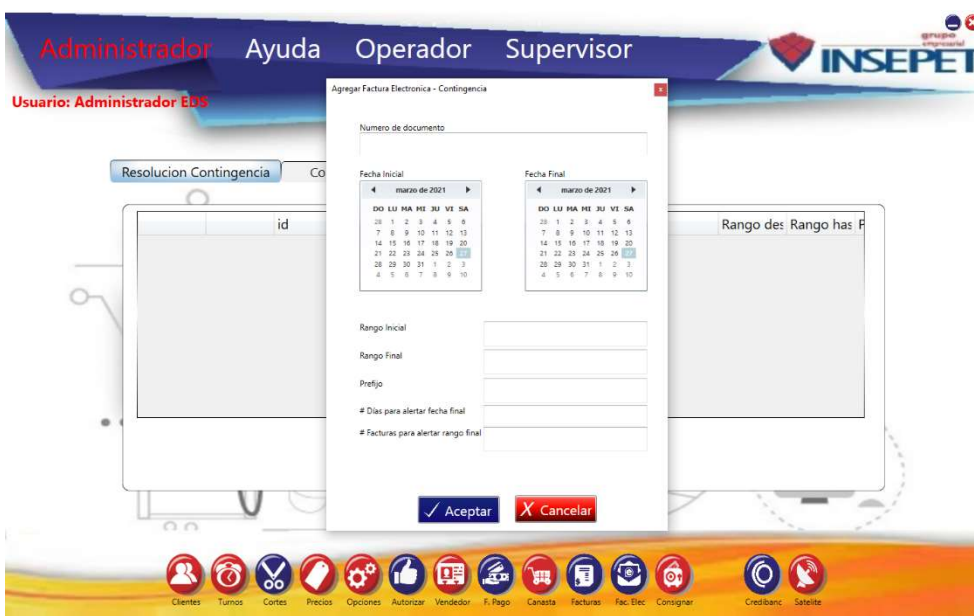 Administrador Ayuda Operador Supervisor
grupo
empresarial
INSEPET
Usuario: Administrador EDS
Agregar Factura Electronica - Contingencia
Numero de documento
Resolucion Contingencia Co
Fecha Inicial Fecha Final
marzo de 2021 marzo de 2021
DO LU MA MI JU VI SA DO LU MA MI JU VI SA
28 1 2 3 4 5 6 28 1 2 3 4 5 6
7 8 9 10 11 12 13 7 8 9 10 11 12 13
14 15 16 17 18 19 20 14 15 16 17 18 19 20
21 22 23 24 25 26 27 21 22 23 24 25 26 27
28 29 30 31 1 2 3 28 29 30 31 1 2 3
4 5 6 7 8 9 10 4 5 6 7 8 9 10
id Rango des Rango has F
Rango Inicial
Rango Final
Prefijo
# Días para alertar fecha final
# Facturas para alertar rango final
Aceptar X Cancelar
Clientes Turnos Cortes Precios Opciones Autorizar Vendedor F. Pago Canasta Facturas Fac. Elec Consignar Credibanc Satelite